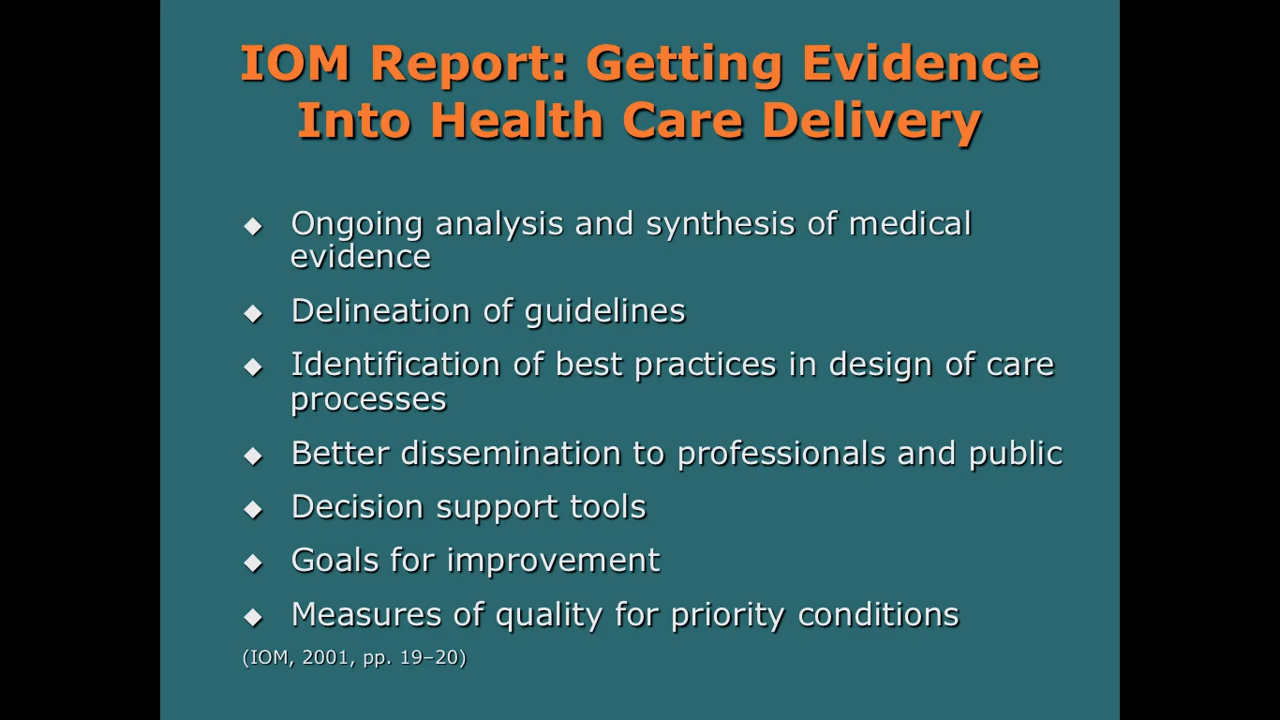 IOM Report: Getting Evidence
Into Health Care Delivery
◆ Ongoing analysis and synthesis of medical
evidence
◆ Delineation of guidelines
◆ Identification of best practices in design of care
processes
◆ Better dissemination to professionals and public
◆ Decision support tools
◆ Goals for improvement
◆ Measures of quality for priority conditions
(IOM, 2001, pp. 19–20)